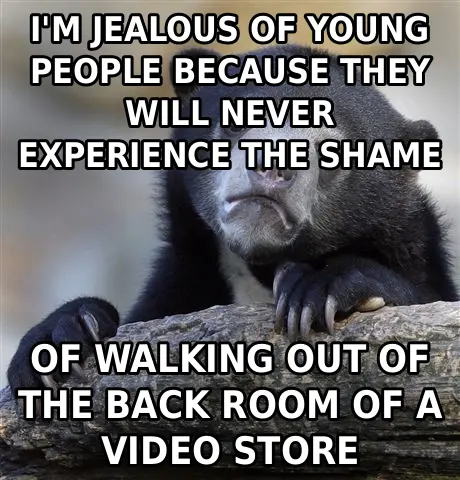 I'M JEALOUS OF YOUNG
PEOPLE BECAUSE THEY
WILL NEVER
EXPERIENCE THE SHAME
OF WALKING OUT OF
THE BACK ROOM OF A
VIDEO STORE